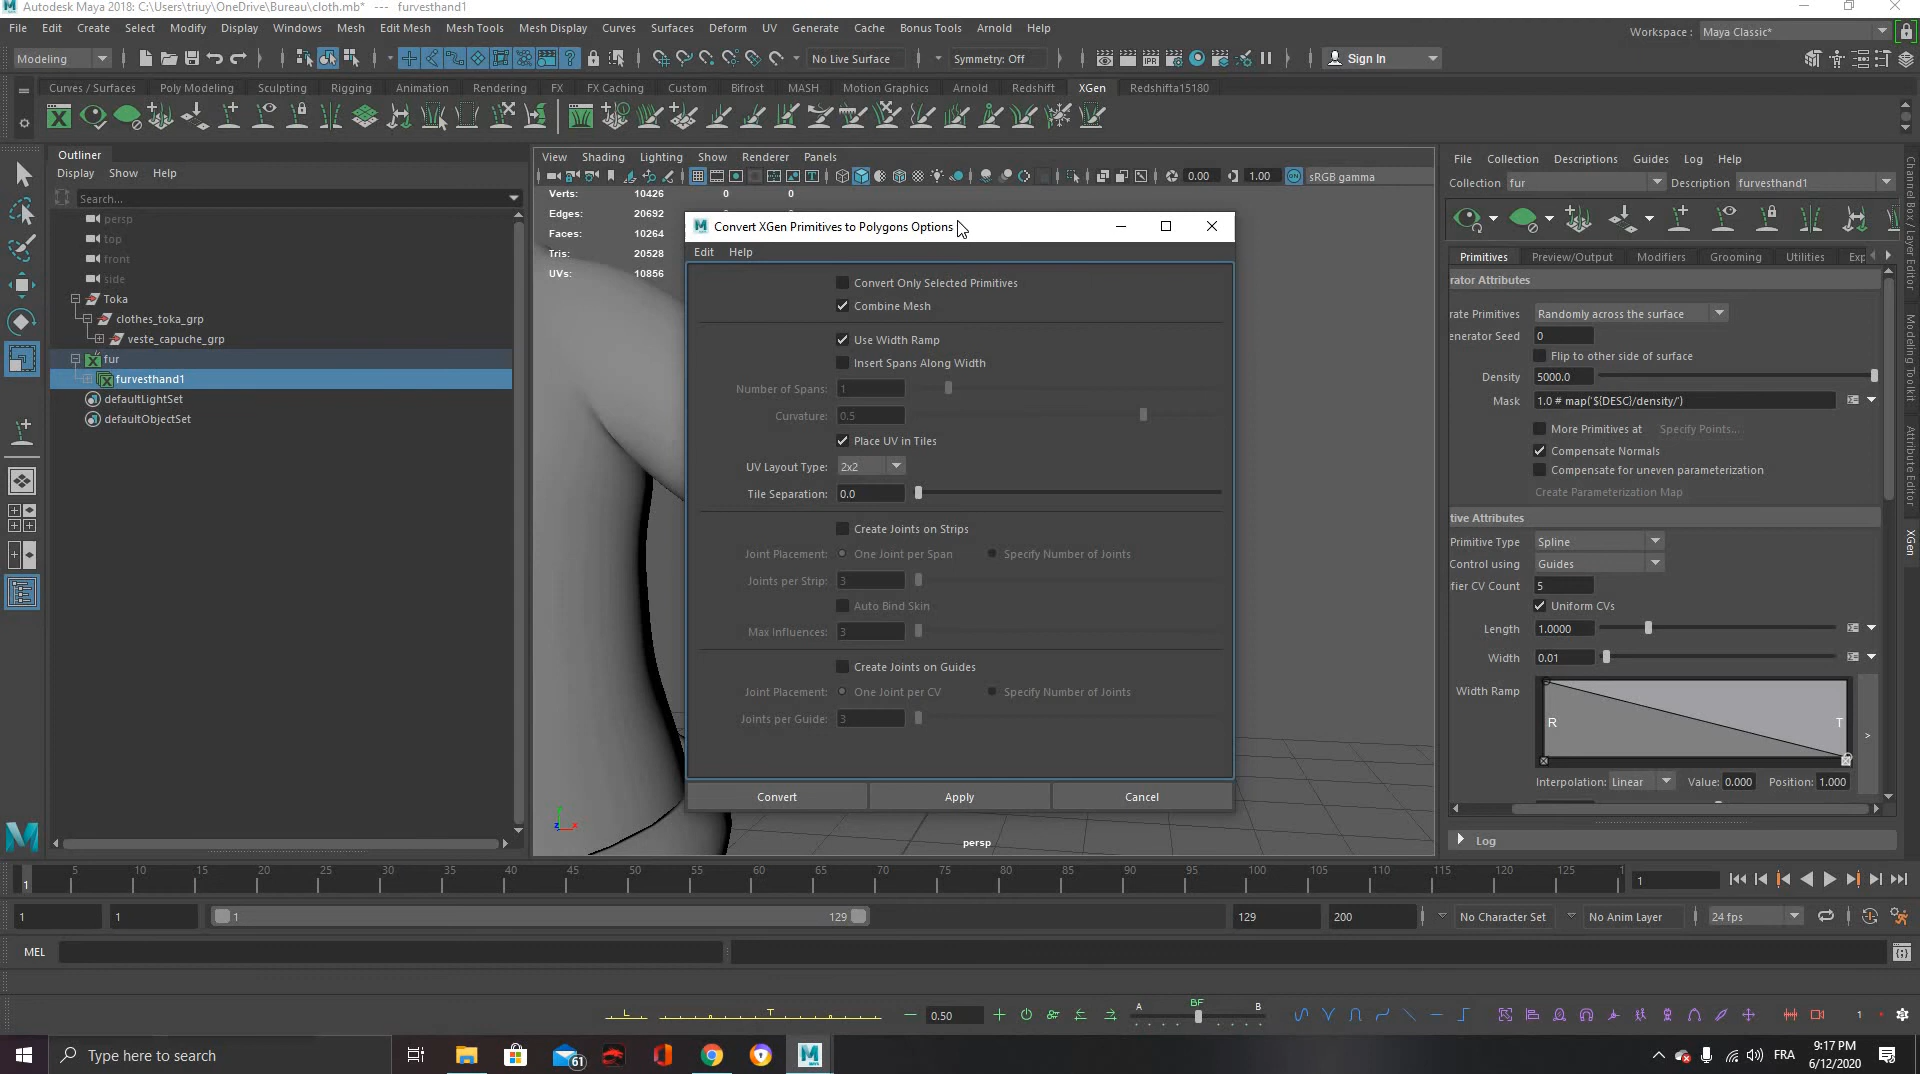 Autodesk Maya 2018: C:\Users\triuy\OneDrive\Bureau\cloth.mb*   ---   furvesthand1
File Edit Create Select Modify Display Windows Mesh Edit Mesh Mesh Tools Mesh Display Curves Surfaces Deform UV Generate Cache Bonus Tools Arnold Help
Workspace : Maya Classic*
Modeling
No Live Surface
Symmetry: Off
Sign In
Curves / Surfaces Poly Modeling Sculpting Rigging Animation Rendering FX FX Caching Custom Bifrost MASH Motion Graphics Arnold Redshift XGen Redshifta15180
Outliner
Display Show Help
Search...
persp
top
front
side
Toka
clothes_toka_grp
veste_capuche_grp
fur
furvesthand1
defaultLightSet
defaultObjectSet
View Shading Lighting Show Renderer Panels
0.00 1.00 sRGB gamma
Verts: 10426 0 0
Edges: 20692
Faces: 10264
Tris: 20528
UVs: 10856
persp
Convert XGen Primitives to Polygons Options
Edit Help
Convert Only Selected Primitives
Combine Mesh
Use Width Ramp
Insert Spans Along Width
Number of Spans: 1
Curvature: 0.5
Place UV in Tiles
UV Layout Type: 2x2
Tile Separation: 0.0
Create Joints on Strips
Joint Placement: One Joint per Span Specify Number of Joints
Joints per Strip: 3
Auto Bind Skin
Max Influences: 3
Create Joints on Guides
Joint Placement: One Joint per CV Specify Number of Joints
Joints per Guide: 3
Convert Apply Cancel
File Collection Descriptions Guides Log Help
Collection fur Description furvesthand1
Primitives Preview/Output Modifiers Grooming Utilities Exp
rator Attributes
rate Primitives Randomly across the surface
enerator Seed 0
Flip to other side of surface
Density 5000.0
Mask 1.0 # map('${DESC}/density/')
More Primitives at Specify Points...
Compensate Normals
Compensate for uneven parameterization
Create Parameterization Map
tive Attributes
Primitive Type Spline
Control using Guides
fier CV Count 5
Uniform CVs
Length 1.0000
Width 0.01
Width Ramp
R T
>
Interpolation: Linear Value: 0.000 Position: 1.000
Log
Channel Box / Layer Editor
Modeling Toolkit
Attribute Editor
XGen
1 5 10 15 20 25 30 35 40 45 50 55 60 65 70 75 80 85 90 95 100 105 110 115 120 1
1
1 1 1 129 129 200 No Character Set No Anim Layer 24 fps
MEL
L T 0.50 A BF B 1
Type here to search
61
FRA
9:17 PM
6/12/2020